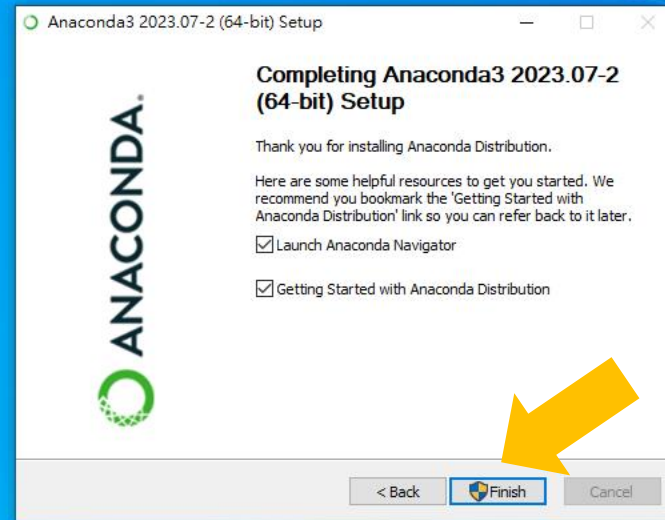 Anaconda3 2023.07-2 (64-bit) Setup
ANACONDA.
Completing Anaconda3 2023.07-2
(64-bit) Setup
Thank you for installing Anaconda Distribution.
Here are some helpful resources to get you started. We
recommend you bookmark the 'Getting Started with
Anaconda Distribution' link so you can refer back to it later.
Launch Anaconda Navigator
Getting Started with Anaconda Distribution
< Back Finish Cancel